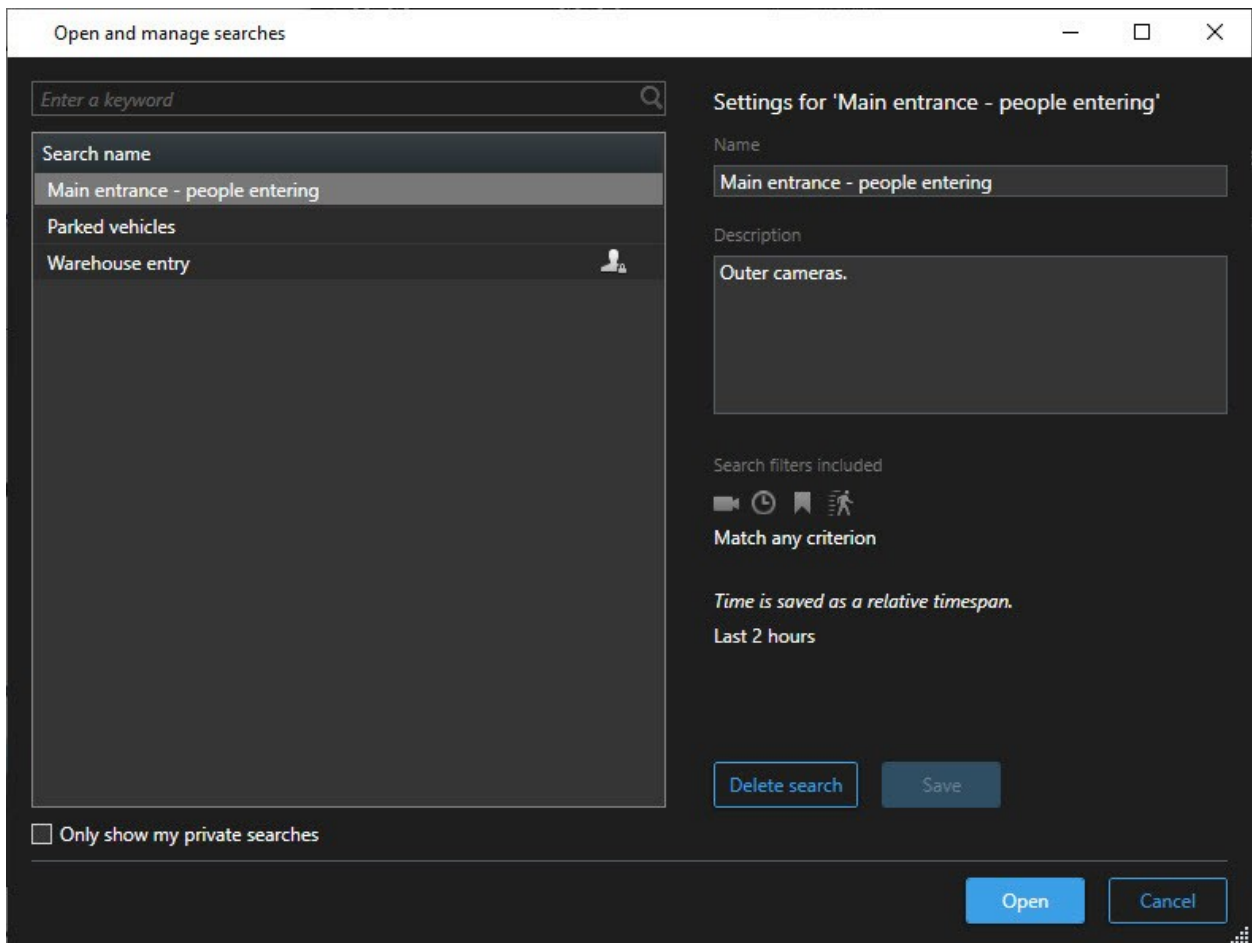 Open and manage searches
Enter a keyword
Search name
Main entrance - people entering
Parked vehicles
Warehouse entry
Only show my private searches
Settings for 'Main entrance - people entering'
Name
Main entrance - people entering
Description
Outer cameras.
Search filters included
Match any criterion
Time is saved as a relative timespan.
Last 2 hours
Delete search
Save
Open
Cancel